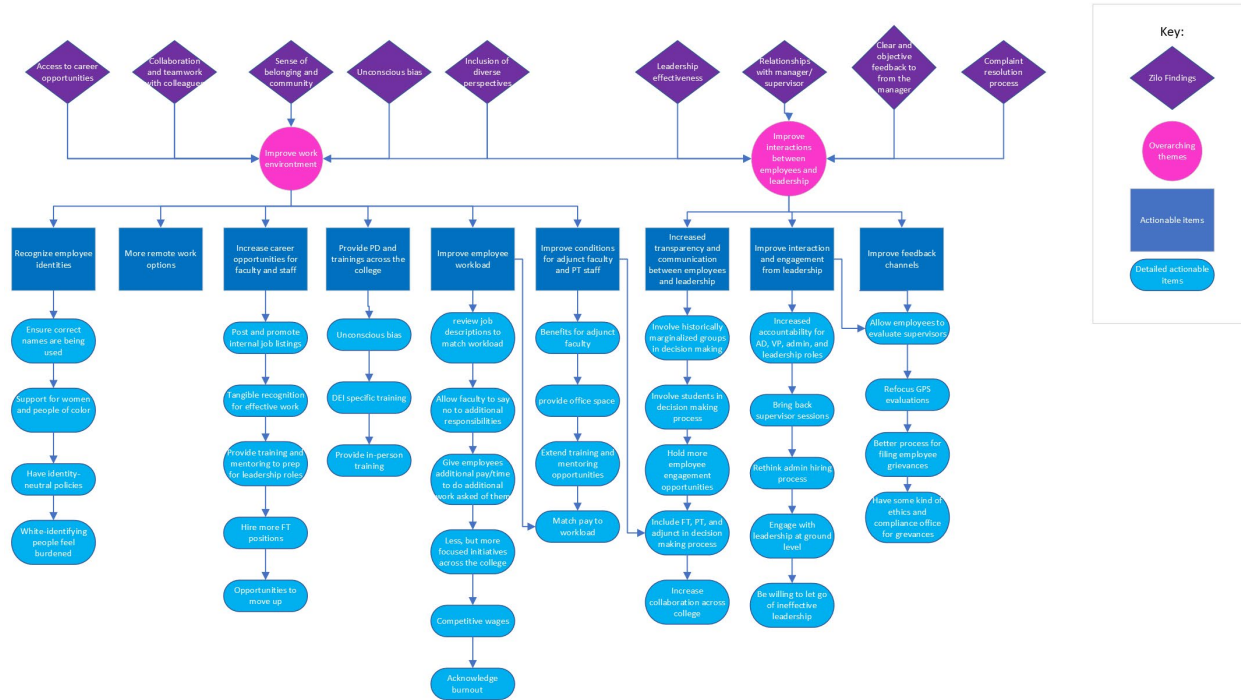 Key:
Access to career
opportunities
Collaboration
and teamwork
with colleagues
Sense of
belonging and
community
Unconscious bias
Inclusion of
diverse
perspectives
Leadership
effectiveness
Relationships
with manager/
supervisor
Clear and
objective
feedback to
from the
manager
Complaint
resolution
process
Zilo Findings
Improve work
environtment
Improve
interactions
between
employees and
leadership
Overarching
themes
Recognize employee
identities
More remote work
options
Increase career
opportunities for
faculty and staff
Provide PD and
trainings across the
college
Improve employee
workload
Improve conditions
for adjunct faculty
and PT staff
Increased
transparency and
communication
between employees
and leadership
Improve interaction
and engagement
from leadership
Improve feedback
channels
Actionable items
Detailed actionable
items
Ensure correct
names are being
used
Support for women
and people of color
Have identity-
neutral policies
White-identifying
people feel
burdened
Post and promote
internal job listings
Tangible recognition
for effective work
Provide training and
mentoring to prep
for leadership roles
Hire more FT
positions
Opportunities to
move up
Unconscious bias
DEI specific training
Provide in-person
training
review job
descriptions to
match workload
Allow faculty to say
no to additional
responsibilities
Give employees
additional pay/time
to do additional
work asked of them
Less, but more
focused initiatives
across the college
Competitive wages
Acknowledge
burnout
Benefits for adjunct
faculty
provide office space
Extend training and
mentoring
opportunities
Match pay to
workload
Involve historically
marginalized groups
in decision making
Involve students in
decision making
process
Hold more
employee
engagement
opportunities
Include FT, PT, and
adjunct in decision
making process
Increase
collaboration across
college
Increased
accountability for
AD, VP, admin, and
leadership roles
Bring back
supervisor sessions
Rethink admin hiring
process
Engage with
leadership at ground
level
Be willing to let go
of ineffective
leadership
Allow employees to
evaluate supervisors
Refocus GPS
evaluations
Better process for
filing employee
grievances
Have some kind of
ethics and
compliance office
for grevances